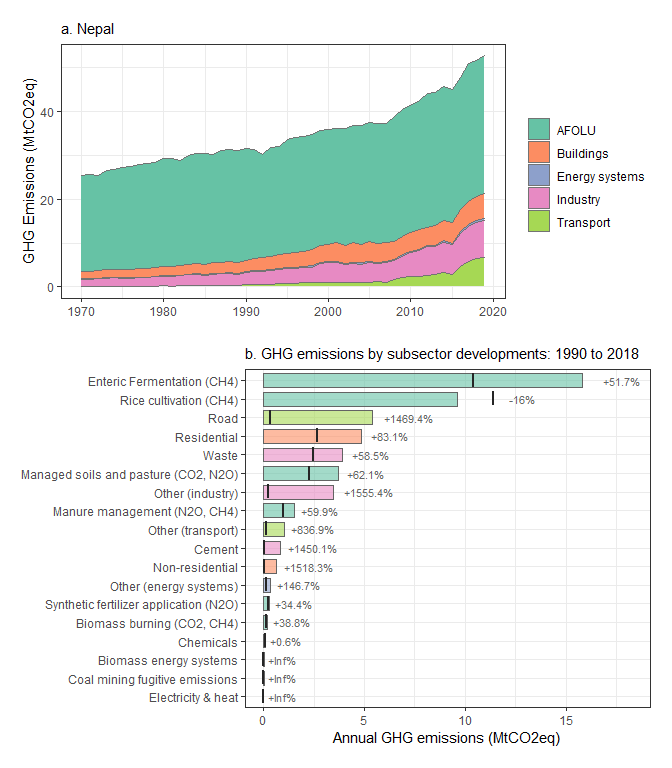 a. Nepal
GHG Emissions (MtCO2eq)
40
20
0
1970
1980
1990
2000
2010
2020
AFOLU
Buildings
Energy systems
Industry
Transport
b. GHG emissions by subsector developments: 1990 to 2018
Enteric Fermentation (CH4) +51.7%
Rice cultivation (CH4) -16%
Road +1469.4%
Residential +83.1%
Waste +58.5%
Managed soils and pasture (CO2, N2O) +62.1%
Other (industry) +1555.4%
Manure management (N2O, CH4) +59.9%
Other (transport) +836.9%
Cement +1450.1%
Non-residential +1518.3%
Other (energy systems) +146.7%
Synthetic fertilizer application (N2O) +34.4%
Biomass burning (CO2, CH4) +38.8%
Chemicals +0.6%
Biomass energy systems +Inf%
Coal mining fugitive emissions +Inf%
Electricity & heat +Inf%
0
5
10
15
Annual GHG emissions (MtCO2eq)